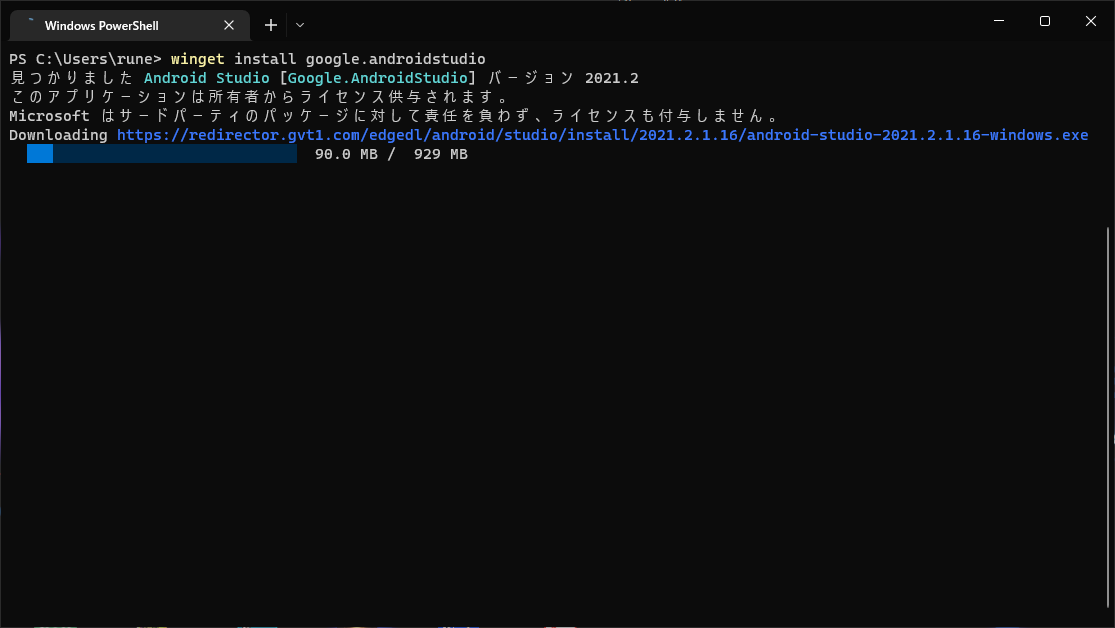 Windows PowerShell
PS C:\Users\rune> winget install google.androidstudio
見つかりました Android Studio [Google.AndroidStudio] バージョン 2021.2
このアプリケーションは所有者からライセンス供与されます。
Microsoft はサードパーティのパッケージに対して責任を負わず、ライセンスも付与しません。
Downloading https://redirector.gvt1.com/edgedl/android/studio/install/2021.2.1.16/android-studio-2021.2.1.16-windows.exe
90.0 MB / 929 MB